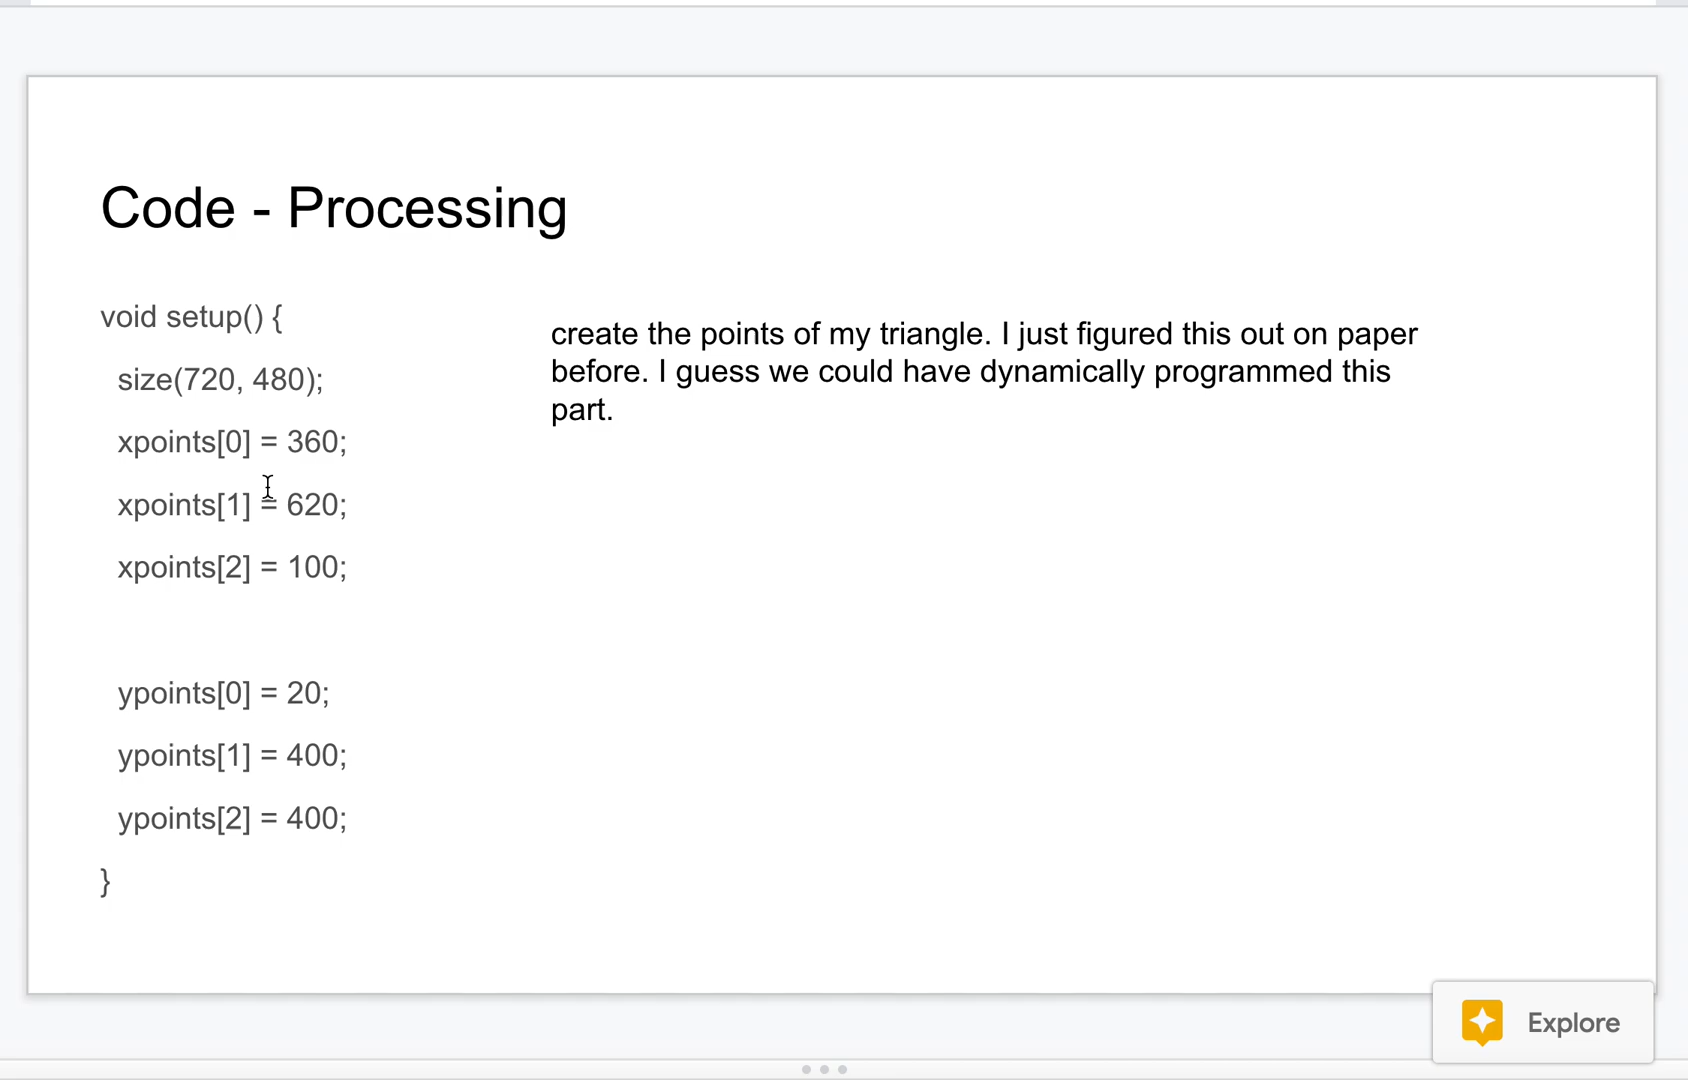 Code - Processing
void setup() {
size(720, 480);
xpoints[0] = 360;
xpoints[1] = 620;
xpoints[2] = 100;
ypoints[0] = 20;
ypoints[1] = 400;
ypoints[2] = 400;
}
create the points of my triangle. I just figured this out on paper
before. I guess we could have dynamically programmed this
part.
Explore